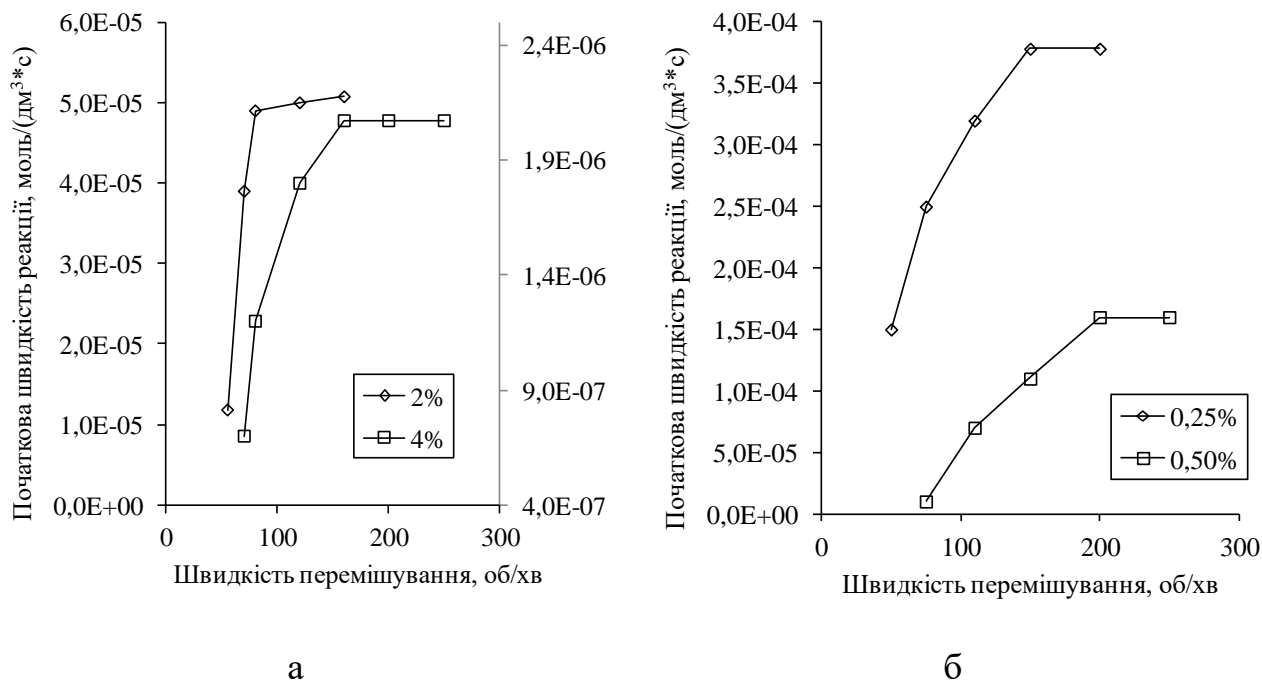 Початкова швидкість реакції, моль/(дм³*с)
6,0E-05
5,0E-05
4,0E-05
3,0E-05
2,0E-05
1,0E-05
0,0E+00
2,4E-06
1,9E-06
1,4E-06
9,0E-07
4,0E-07
2%
4%
0 100 200 300
Швидкість перемішування, об/хв
а
Початкова швидкість реакції, моль/(дм³*с)
4,0E-04
3,5E-04
3,0E-04
2,5E-04
2,0E-04
1,5E-04
1,0E-04
5,0E-05
0,0E+00
0,25%
0,50%
0 100 200 300
Швидкість перемішування, об/хв
б